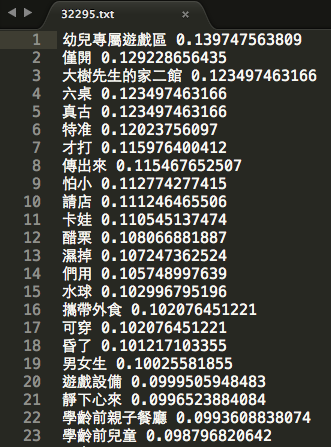 32295.txt
1 幼兒專屬遊戲區 0.139747563809
2 僅開 0.129228656435
3 大樹先生的家二館 0.123497463166
4 六桌 0.123497463166
5 真古 0.123497463166
6 特准 0.12023756097
7 才打 0.115976400412
8 傳出來 0.115467652507
9 怕小 0.112774277415
10 請店 0.111246465506
11 卡娃 0.110545137474
12 醋栗 0.108066881887
13 濕掉 0.107247362524
14 們用 0.105748997639
15 水球 0.102996795196
16 攜帶外食 0.102076451221
17 可穿 0.102076451221
18 昏了 0.101217103355
19 男女生 0.10025581855
20 遊戲設備 0.0999505948483
21 靜下心來 0.0996523884084
22 學齡前親子餐廳 0.0993608838074
23 學齡前兒童 0.098796820642